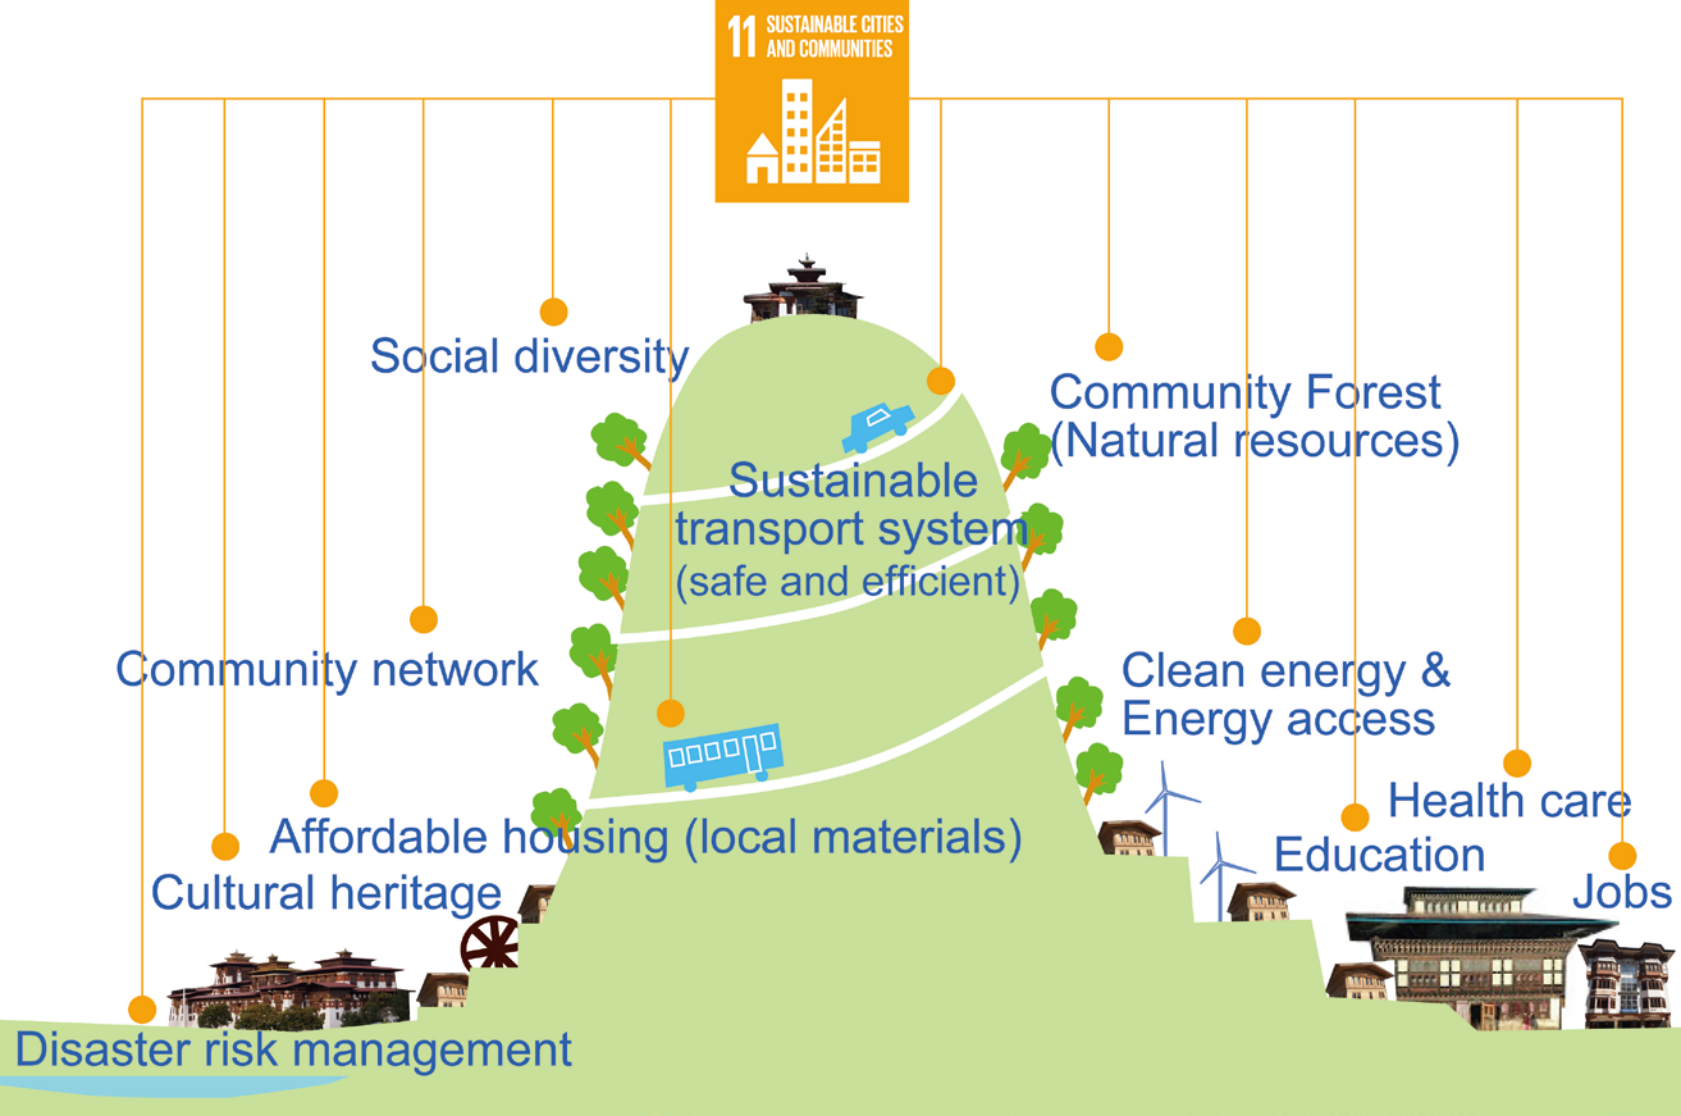 11 SUSTAINABLE CITIES
AND COMMUNITIES
Social diversity
Community Forest
(Natural resources)
Sustainable
transport system
(safe and efficient)
Community network
Clean energy &
Energy access
Health care
Affordable housing (local materials)
Education
Cultural heritage
Jobs
Disaster risk management